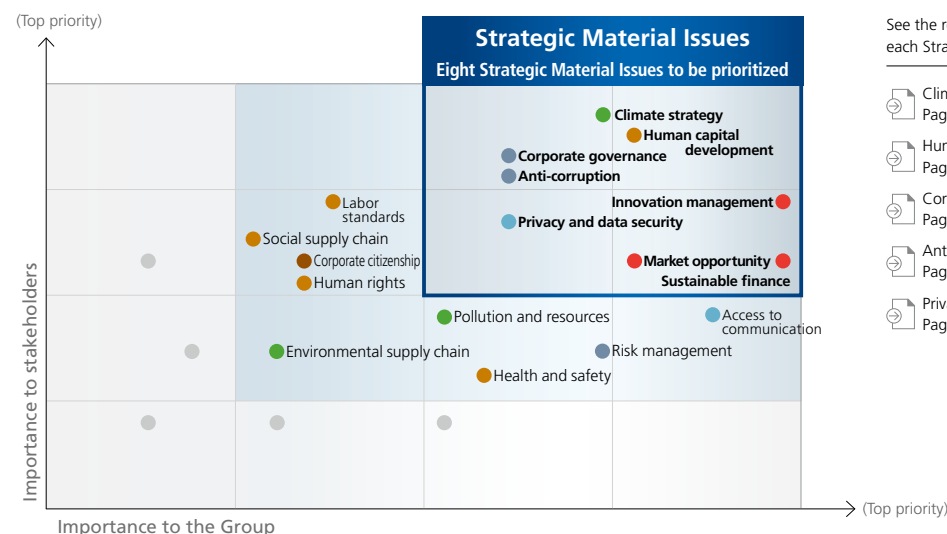 (Top priority)
Strategic Material Issues
Eight Strategic Material Issues to be prioritized
Climate strategy
Human capital
development
Corporate governance
Anti-corruption
Innovation management
Labor
standards
Privacy and data security
Social supply chain
Corporate citizenship
Market opportunity
Human rights
Sustainable finance
Pollution and resources
Access to
communication
Environmental supply chain
Risk management
Health and safety
Importance to stakeholders
Importance to the Group
(Top priority)
See the r
each Stra
Clim
Pag
Hun
Pag
Cor
Pag
Ant
Pag
Priv
Pag